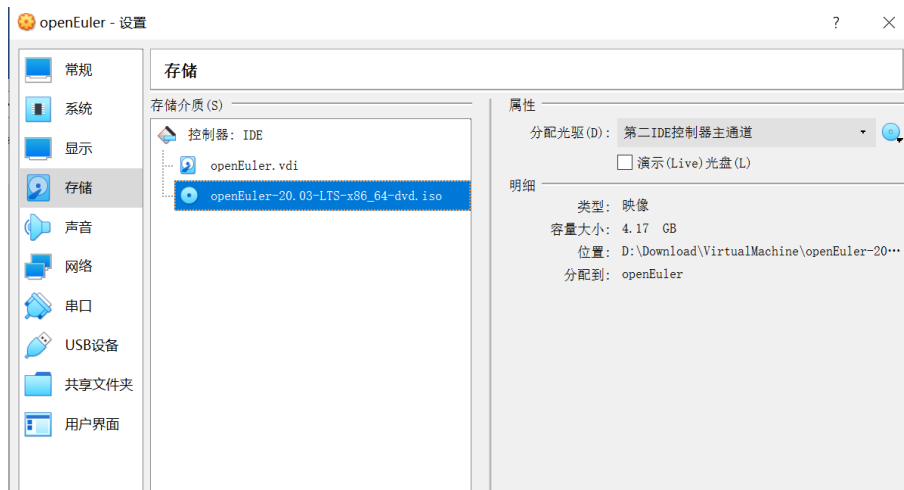 openEuler - 设置
常规
系统
显示
存储
声音
网络
串口
USB设备
共享文件夹
用户界面
存储
存储介质(S)
控制器: IDE
openEuler.vdi
openEuler-20.03-LTS-x86_64-dvd.iso
属性
分配光驱(D): 第二IDE控制器主通道
演示(Live)光盘(L)
明细
类型: 映像
容量大小: 4.17 GB
位置: D:\Download\VirtualMachine\openEuler-20…
分配到: openEuler